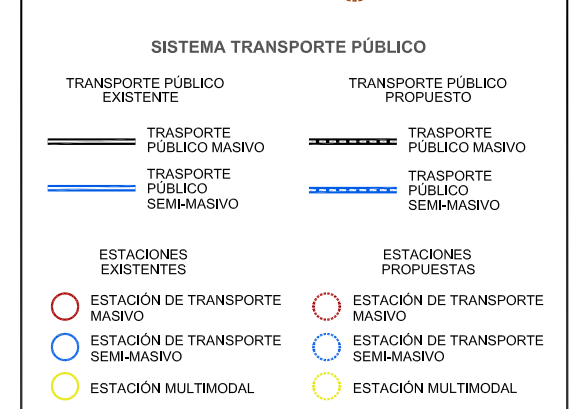 SISTEMA TRANSPORTE PÚBLICO
TRANSPORTE PÚBLICO
EXISTENTE
TRASPORTE
PÚBLICO MASIVO
TRASPORTE
PÚBLICO
SEMI-MASIVO
TRANSPORTE PÚBLICO
PROPUESTO
TRASPORTE
PÚBLICO MASIVO
TRASPORTE
PÚBLICO
SEMI-MASIVO
ESTACIONES
EXISTENTES
ESTACIÓN DE TRANSPORTE
MASIVO
ESTACIÓN DE TRANSPORTE
SEMI-MASIVO
ESTACIÓN MULTIMODAL
ESTACIONES
PROPUESTAS
ESTACIÓN DE TRANSPORTE
MASIVO
ESTACIÓN DE TRANSPORTE
SEMI-MASIVO
ESTACIÓN MULTIMODAL